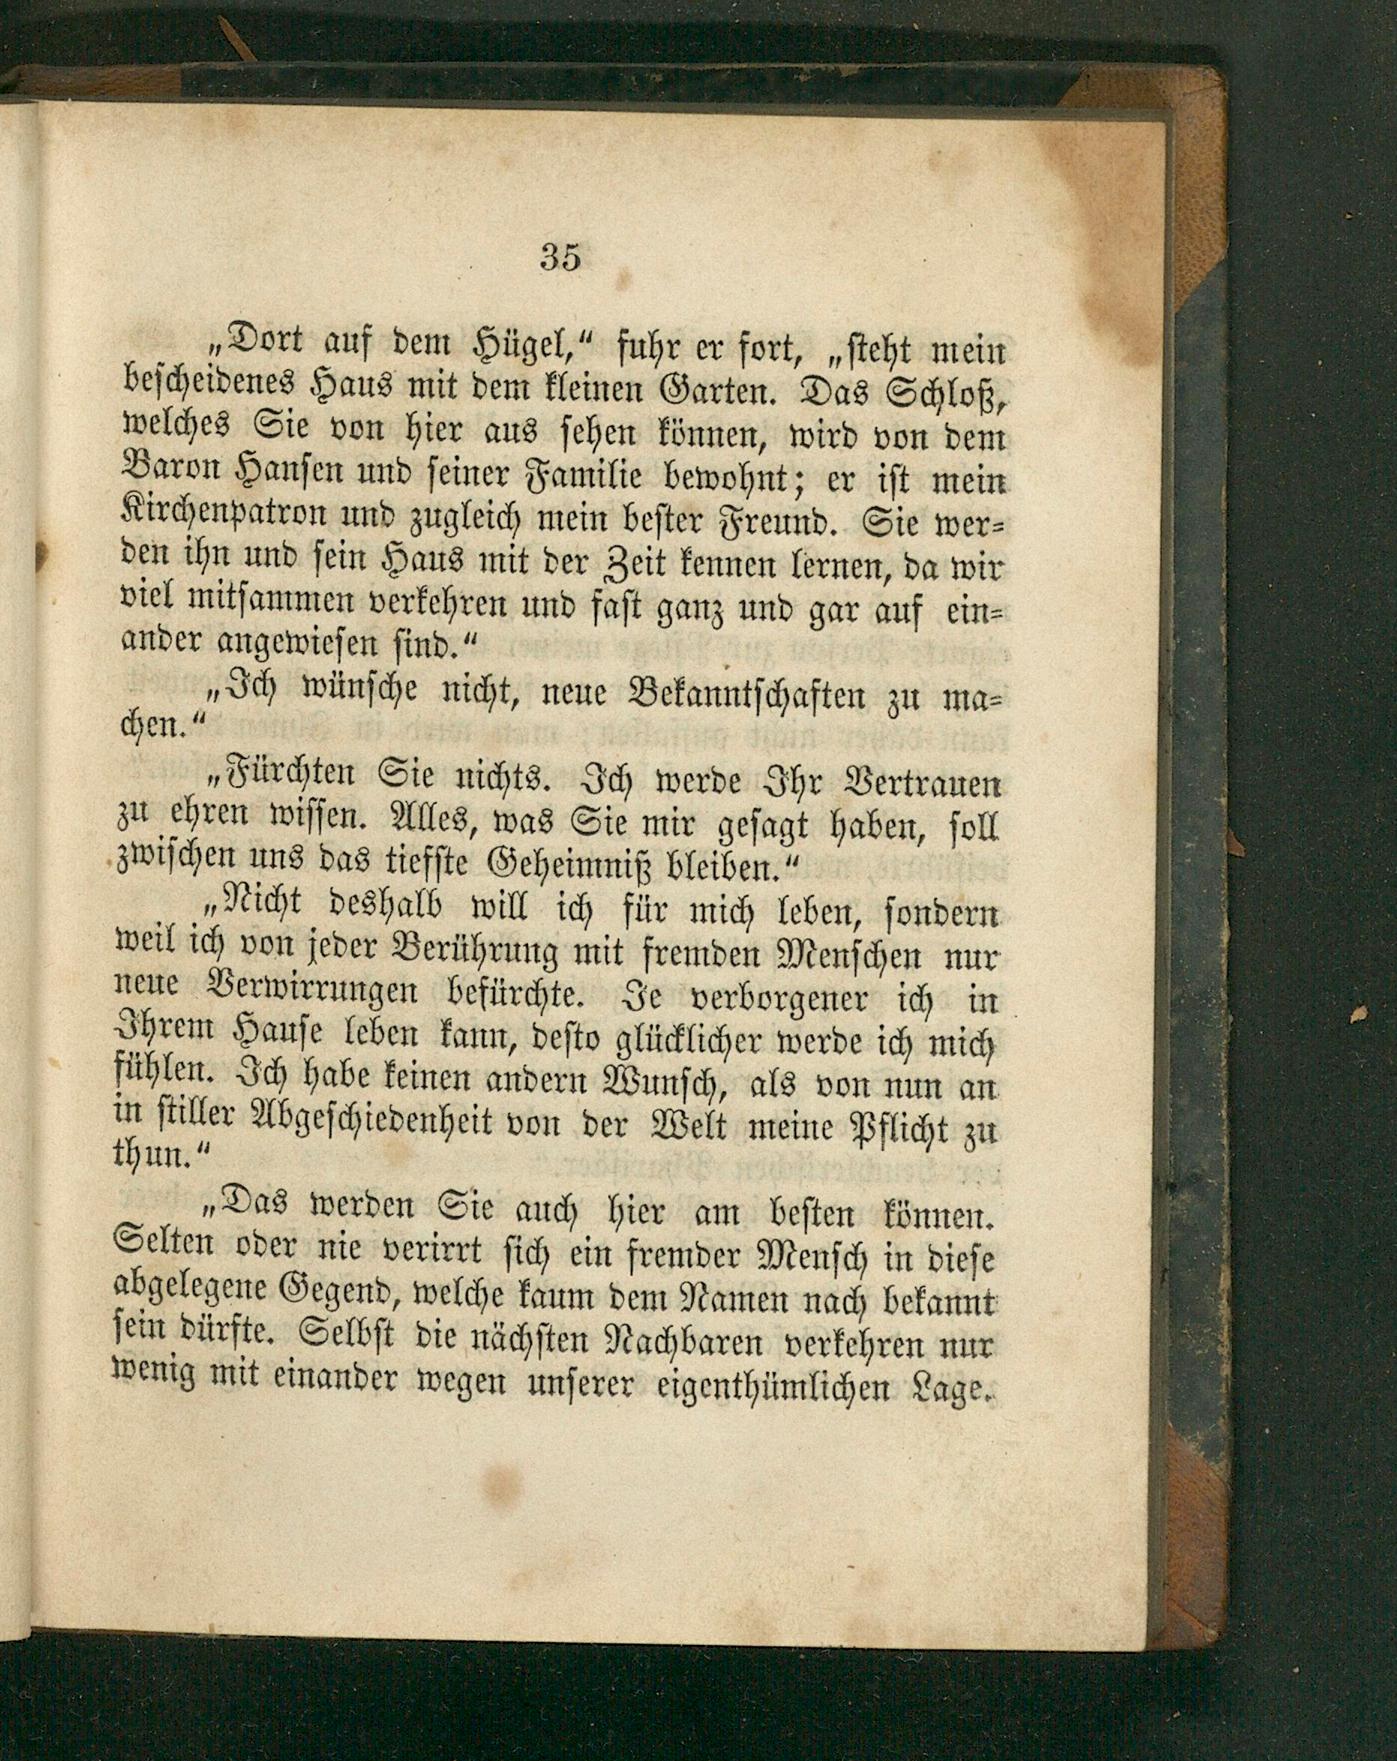 35
„Dort auf dem Hügel,“ fuhr er fort, „steht mein
bescheidenes Haus mit dem kleinen Garten. Das Schloß,
welches Sie von hier aus sehen können, wird von dem
Baron Hansen und seiner Familie bewohnt; er ist mein
Kirchenpatron und zugleich mein bester Freund. Sie wer-
den ihn und sein Haus mit der Zeit kennen lernen, da wir
viel mitsammen verkehren und fast ganz und gar auf ein-
ander angewiesen sind.“
„Ich wünsche nicht, neue Bekanntschaften zu ma-
chen.“
„Fürchten Sie nichts. Ich werde Ihr Vertrauen
zu ehren wissen. Alles, was Sie mir gesagt haben, soll
zwischen uns das tiefste Geheimniß bleiben.“
„Nicht deshalb will ich für mich leben, sondern
weil ich von jeder Berührung mit fremden Menschen nur
neue Verwirrungen befürchte. Je verborgener ich in
Ihrem Hause leben kann, desto glücklicher werde ich mich
fühlen. Ich habe keinen andern Wunsch, als von nun an
in stiller Abgeschiedenheit von der Welt meine Pflicht zu
thun.“
„Das werden Sie auch hier am besten können.
Selten oder nie verirrt sich ein fremder Mensch in diese
abgelegene Gegend, welche kaum dem Namen nach bekannt
sein dürfte. Selbst die nächsten Nachbaren verkehren nur
wenig mit einander wegen unserer eigenthümlichen Lage.